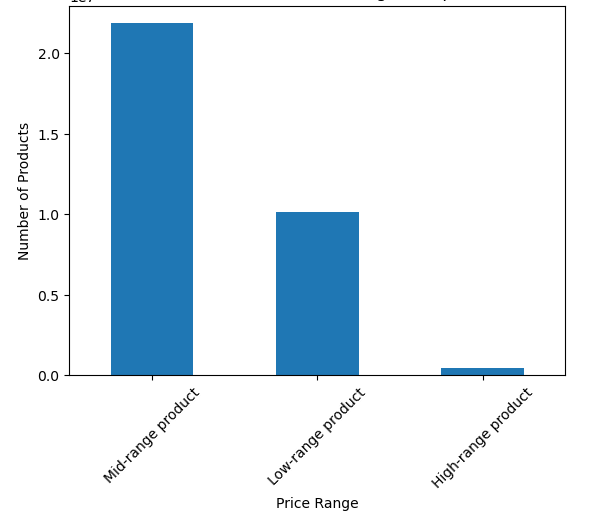 1e7
2.0
1.5
1.0
0.5
0.0
Number of Products
Mid-range product
Low-range product
High-range product
Price Range